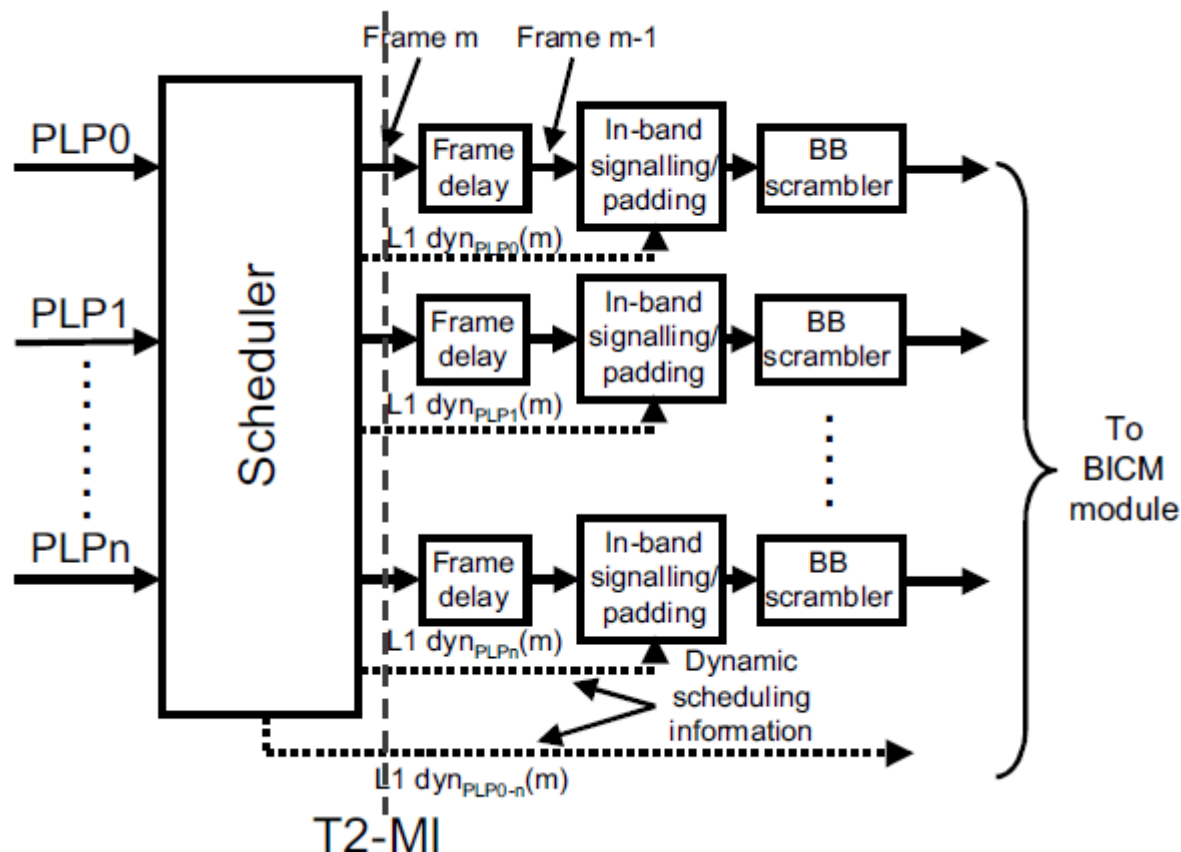 Frame m
Frame m-1
PLP0
Frame
delay
In-band
signalling/
padding
BB
scrambler
L1 dynPLP0(m)
Scheduler
PLP1
Frame
delay
In-band
signalling/
padding
BB
scrambler
L1 dynPLP1(m)
To
BICM
module
PLPn
Frame
delay
In-band
signalling/
padding
BB
scrambler
L1 dynPLPn(m)
Dynamic
scheduling
information
L1 dynPLP0-n(m)
T2-MI